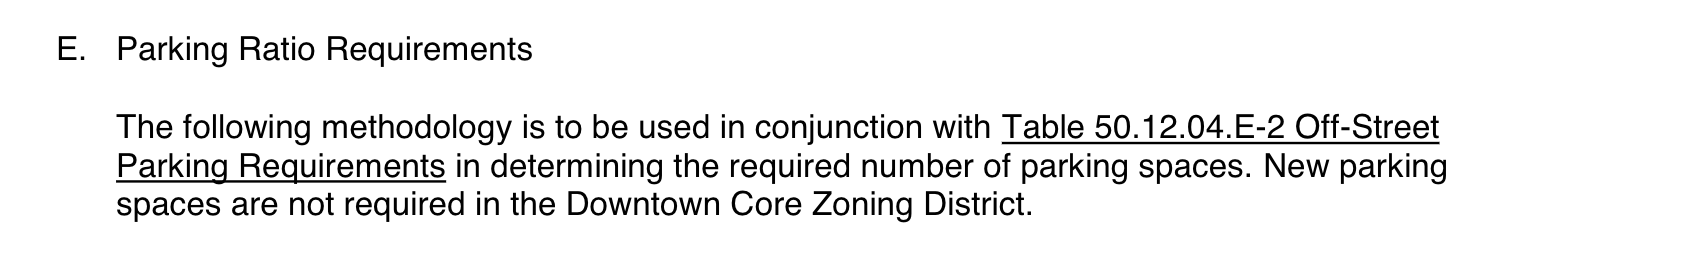 E. Parking Ratio Requirements
The following methodology is to be used in conjunction with Table 50.12.04.E-2 Off-Street
Parking Requirements in determining the required number of parking spaces. New parking
spaces are not required in the Downtown Core Zoning District.